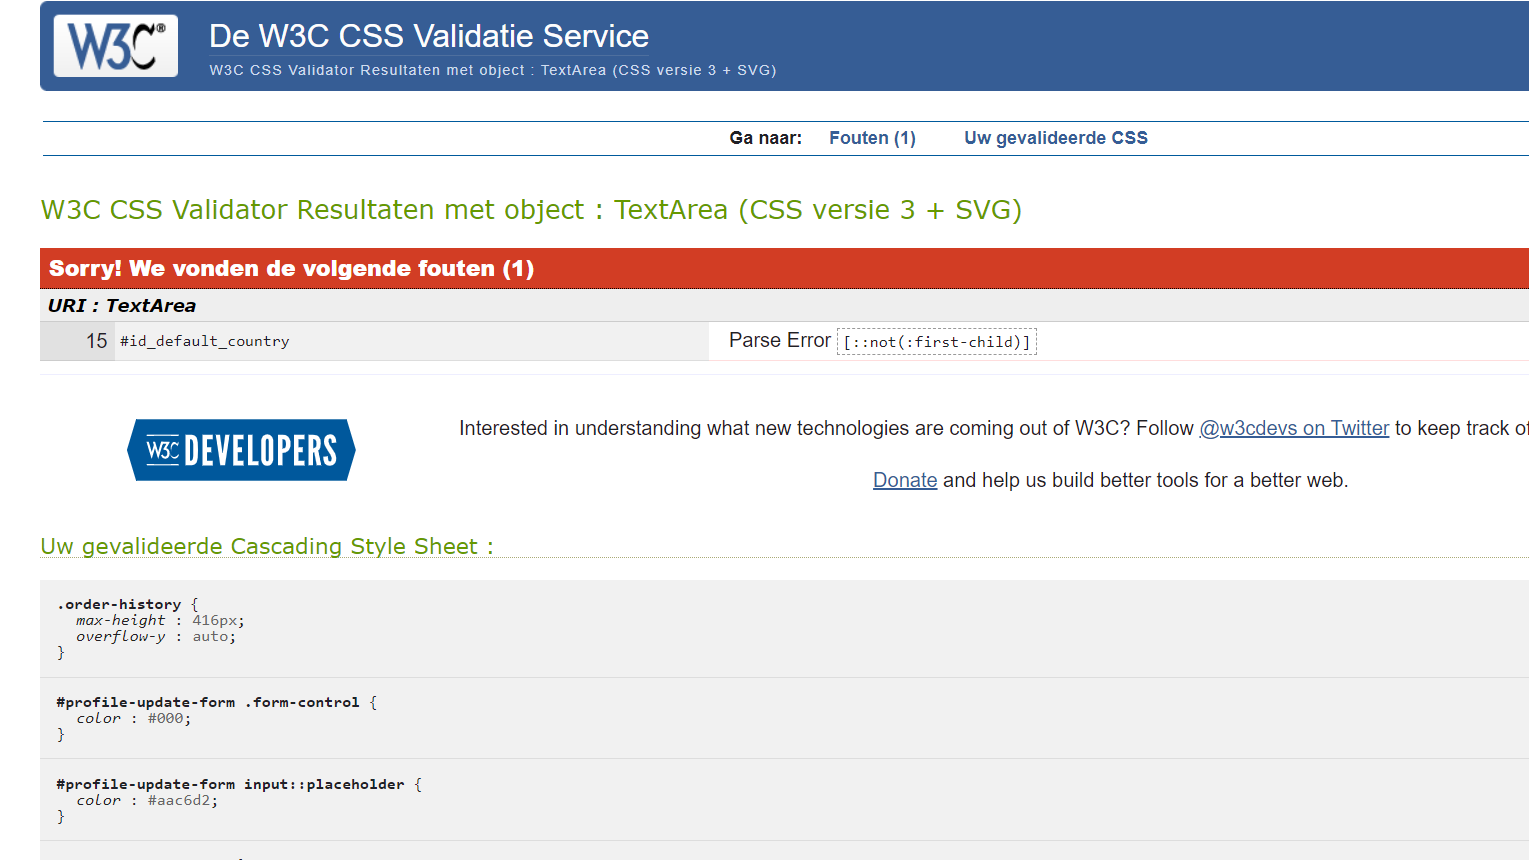 W3C®
De W3C CSS Validatie Service
W3C CSS Validator Resultaten met object : TextArea (CSS versie 3 + SVG)
Ga naar: Fouten (1) Uw gevalideerde CSS
W3C CSS Validator Resultaten met object : TextArea (CSS versie 3 + SVG)
Sorry! We vonden de volgende fouten (1)
URI : TextArea
15 #id_default_country Parse Error [::not(:first-child)]
W3C DEVELOPERS
Interested in understanding what new technologies are coming out of W3C? Follow @w3cdevs on Twitter to keep track of
Donate and help us build better tools for a better web.
Uw gevalideerde Cascading Style Sheet :
.order-history {
max-height : 416px;
overflow-y : auto;
}
#profile-update-form .form-control {
color : #000;
}
#profile-update-form input::placeholder {
color : #aac6d2;
}